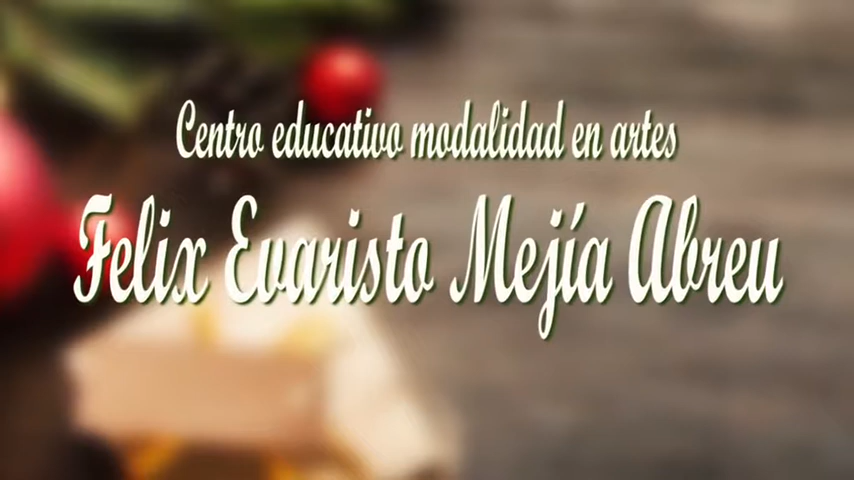 Centro educativo modalidad en artes
Felix Evaristo Mejía Abreu